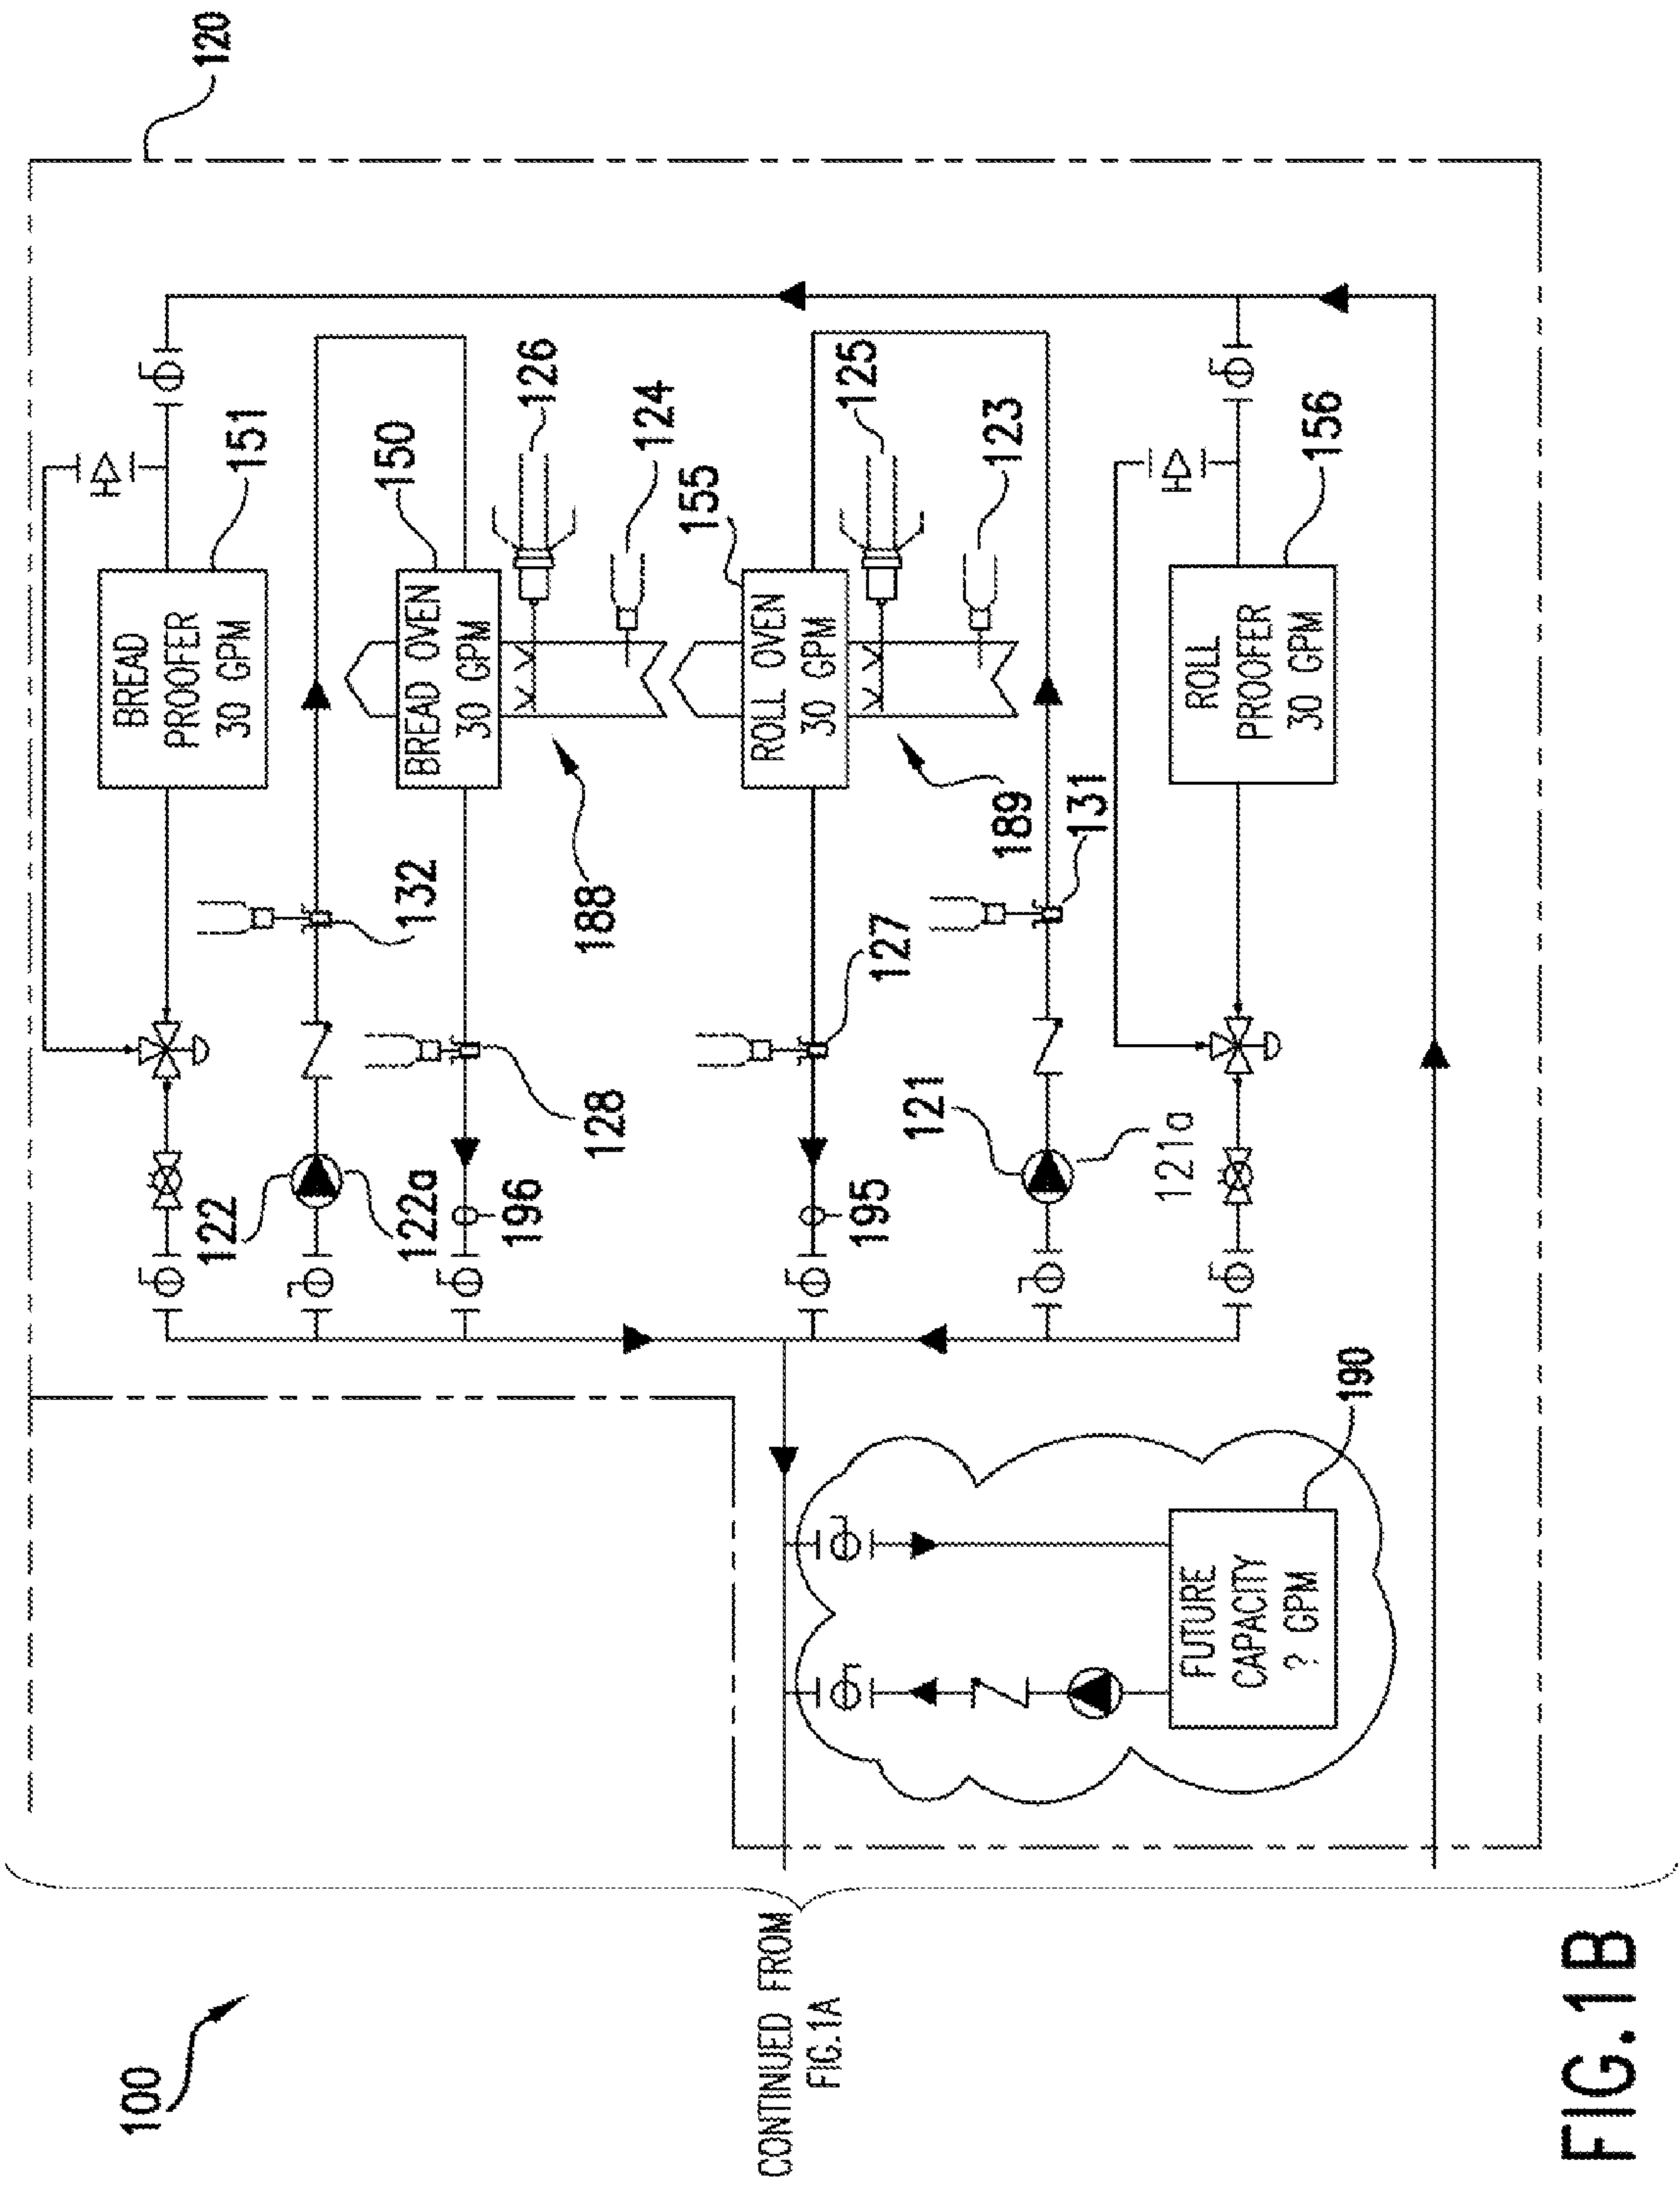 120
151
BREAD
PROOFER
30 GPM
132
122
122a
150
BREAD OVEN
30 GPM
126
124
188
128
196
155
ROLL OVEN
30 GPM
125
123
189
131
127
195
121
121a
156
ROLL
PROOFER
30 GPM
190
FUTURE
CAPACITY
? GPM
100
CONTINUED FROM
FIG.1A
FIG.1B